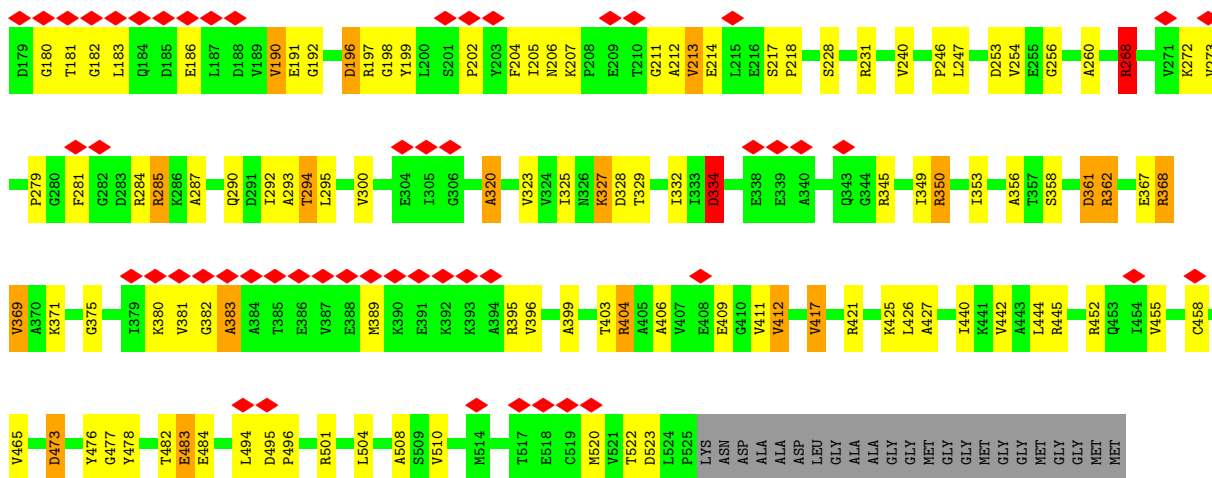 D179 G180 T181 G182 L183 Q184 D185 E186 L187 D188 V189 V190 E191 G192 D196 R197 G198 Y199 L200 S201 P202 Y203 F204 I205 N206 K207 P208 E209 T210 G211 A212 V213 E214 L215 E216 S217 P218 S228 R231 V240 P246 L247 D253 V254 E255 G256 A260 R268 V271 K272 V273
P279 G280 F281 G282 D283 R284 R285 K286 A287 Q290 D291 I292 A293 T294 L295 V300 E304 I305 G306 A320 V323 V324 I325 N326 K327 D328 T329 I332 I333 D334 E338 E339 A340 Q343 G344 R345 I349 R350 I353 A356 T357 S358 D361 R362 E367 R368
V369 A370 K371 G375 I379 K380 V381 G382 A383 A384 T385 E386 V387 E388 M389 K390 E391 K392 K393 A394 R395 V396 A399 T403 R404 A405 A406 V407 E408 E409 G410 V411 V412 V417 R421 K425 L426 A427 I440 K441 V442 A443 L444 R445 R452 Q453 I454 V455 C458
V465 D473 Y476 G477 Y478 T482 E483 E484 L494 D495 P496 R501 L504 A508 S509 V510 M514 T517 E518 C519 M520 V521 T522 D523 L524 P525 LYS ASN ASP ALA ALA ASP LEU GLY ALA ALA GLY GLY MET GLY GLY MET GLY GLY MET GLY GLY MET MET